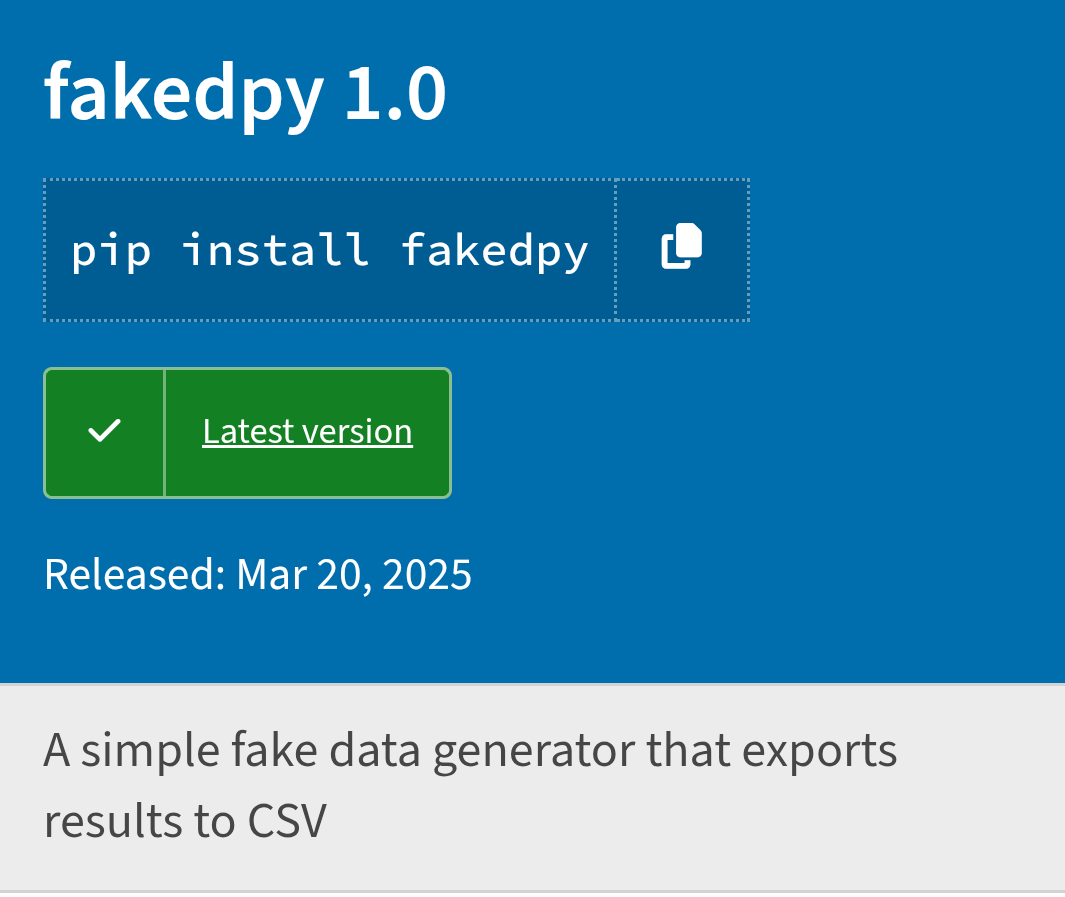 fakedpy 1.0
pip install fakedpy
Latest version
Released: Mar 20, 2025
A simple fake data generator that exports
results to CSV